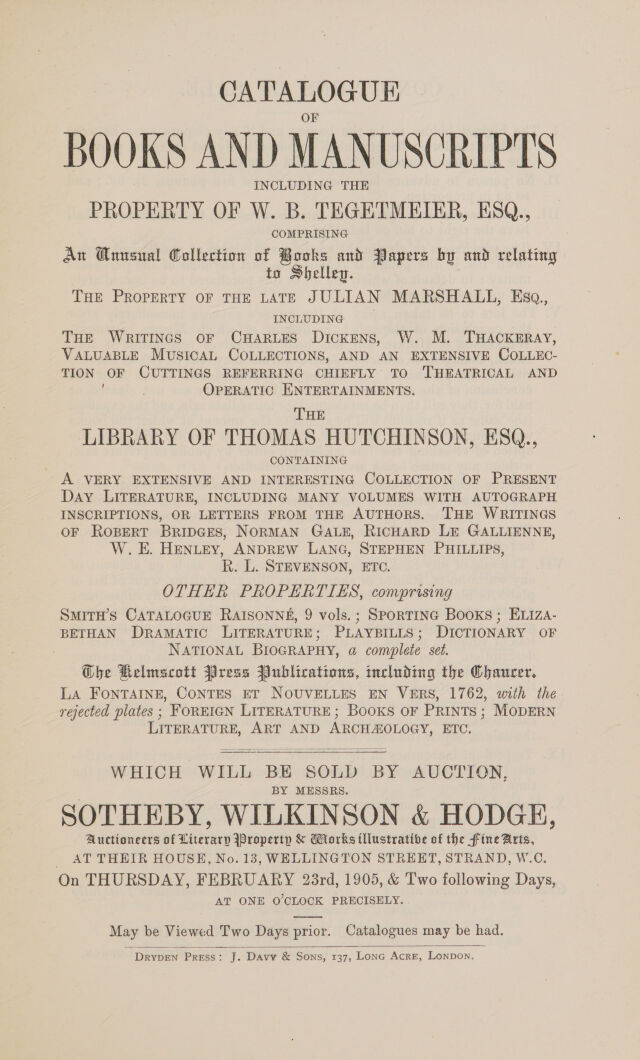 CATALOGUE
OF
BOOKS AND MANUSCRIPTS
INCLUDING THE
PROPERTY OF W. B. TEGETMEIER, ESQ.,
COMPRISING
An Unusual Collection of Books and Papers by and relating
to Shelley.
THE PROPERTY OF THE LATE JULIAN MARSHALL, ESQ.,
INCLUDING
THE WRITINGS OF CHARLES DICKENS, W. M. THACKERAY,
VALUABLE MUSICAL COLLECTIONS, AND AN EXTENSIVE COLLEC-
TION OF CUTTINGS REFERRING CHIEFLY TO THEATRICAL AND
OPERATIC ENTERTAINMENTS.
THE
LIBRARY OF THOMAS HUTCHINSON, ESQ.,
CONTAINING
A VERY EXTENSIVE AND INTERESTING COLLECTION OF PRESENT
DAY LITERATURE, INCLUDING MANY VOLUMES WITH AUTOGRAPH
INSCRIPTIONS, OR LETTERS FROM THE AUTHORS. THE WRITINGS
OF ROBERT BRIDGES, NORMAN GALE, RICHARD LE GALLIENNE,
W. E. HENLEY, ANDREW LANG, STEPHEN PHILLIPS,
R. L. STEVENSON, ETC.
OTHER PROPERTIES, comprising
SMITH'S CATALOGUE RAISONNÉ, 9 vols.; SPORTING BOOKS; ELIZA-
BETHAN DRAMATIC LITERATURE; PLAYBILLS; DICTIONARY OF
NATIONAL BIOGRAPHY, a complete set.
The Kelmscott Press Publications, including the Chaucer.
LA FONTAINE, CONTES ET NOUVELLES EN VERS, 1762, with the
rejected plates; FOREIGN LITERATURE; BOOKS OF PRINTS; MODERN
LITERATURE, ART AND ARCHÆOLOGY, ETC.
WHICH WILL BE SOLD BY AUCTION,
BY MESSRS.
SOTHEBY, WILKINSON & HODGE,
Auctioneers of Literary Property & Works illustrative of the Fine Arts,
AT THEIR HOUSE, No. 13, WELLINGTON STREET, STRAND, W.C.
On THURSDAY, FEBRUARY 23rd, 1905, & Two following Days,
AT ONE O'CLOCK PRECISELY.
May be Viewed Two Days prior. Catalogues may be had.
DRYDEN PRESS: J. DAVY & SONS, 137, LONG ACRE, LONDON.